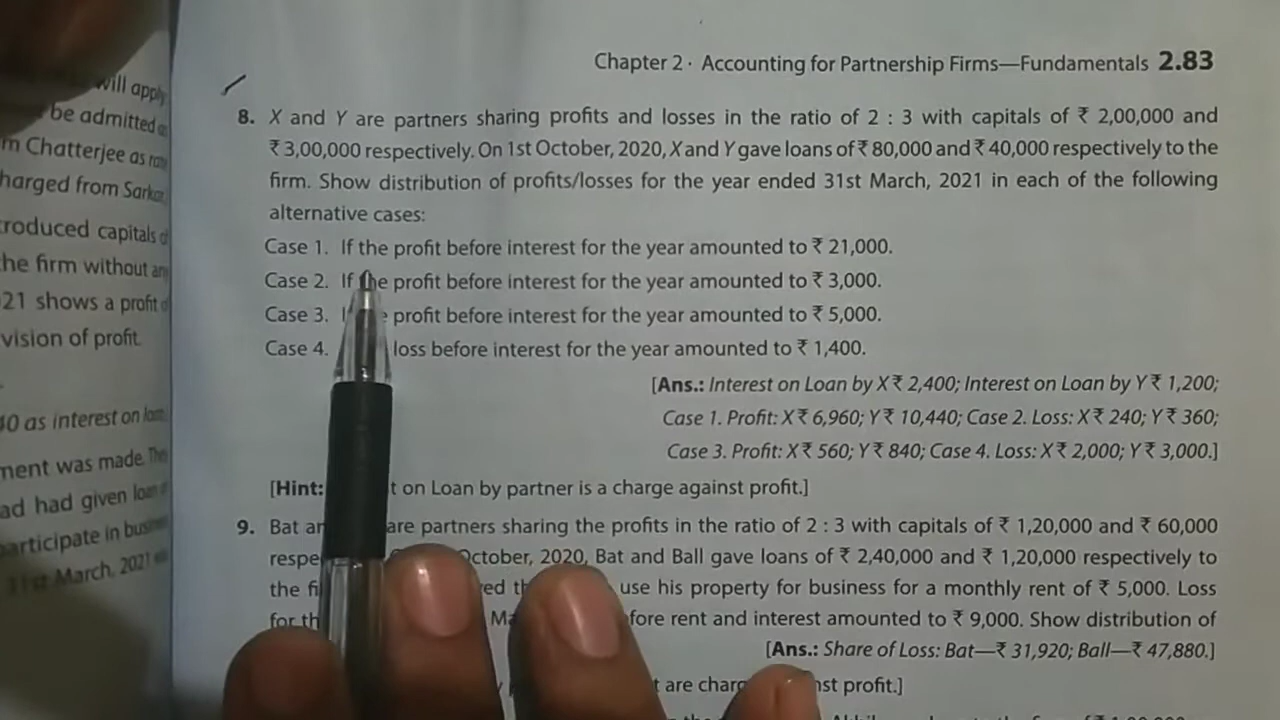 Chapter 2 · Accounting for Partnership Firms—Fundamentals 2.83
will apply
be admitted as
m Chatterjee as
harged from Sarkar
roduced capitals
he firm without
21 shows a profit
vision of profit.
40 as interest on loan
ment was made.
ad had given loan
participate in
31st March, 2021
8. X and Y are partners sharing profits and losses in the ratio of 2 : 3 with capitals of ₹ 2,00,000 and
₹ 3,00,000 respectively. On 1st October, 2020, X and Y gave loans of ₹ 80,000 and ₹ 40,000 respectively to the
firm. Show distribution of profits/losses for the year ended 31st March, 2021 in each of the following
alternative cases:
Case 1. If the profit before interest for the year amounted to ₹ 21,000.
Case 2. If the profit before interest for the year amounted to ₹ 3,000.
Case 3. profit before interest for the year amounted to ₹ 5,000.
Case 4. loss before interest for the year amounted to ₹ 1,400.
[Ans.: Interest on Loan by X ₹ 2,400; Interest on Loan by Y ₹ 1,200;
Case 1. Profit: X ₹ 6,960; Y ₹ 10,440; Case 2. Loss: X ₹ 240; Y ₹ 360;
Case 3. Profit: X ₹ 560; Y ₹ 840; Case 4. Loss: X ₹ 2,000; Y ₹ 3,000.]
[Hint: t on Loan by partner is a charge against profit.]
9. Bat are partners sharing the profits in the ratio of 2 : 3 with capitals of ₹ 1,20,000 and ₹ 60,000
October, 2020, Bat and Ball gave loans of ₹ 2,40,000 and ₹ 1,20,000 respectively to
the use his property for business for a monthly rent of ₹ 5,000. Loss
for rent and interest amounted to ₹ 9,000. Show distribution of
[Ans.: Share of Loss: Bat—₹ 31,920; Ball—₹ 47,880.]
are profit.]